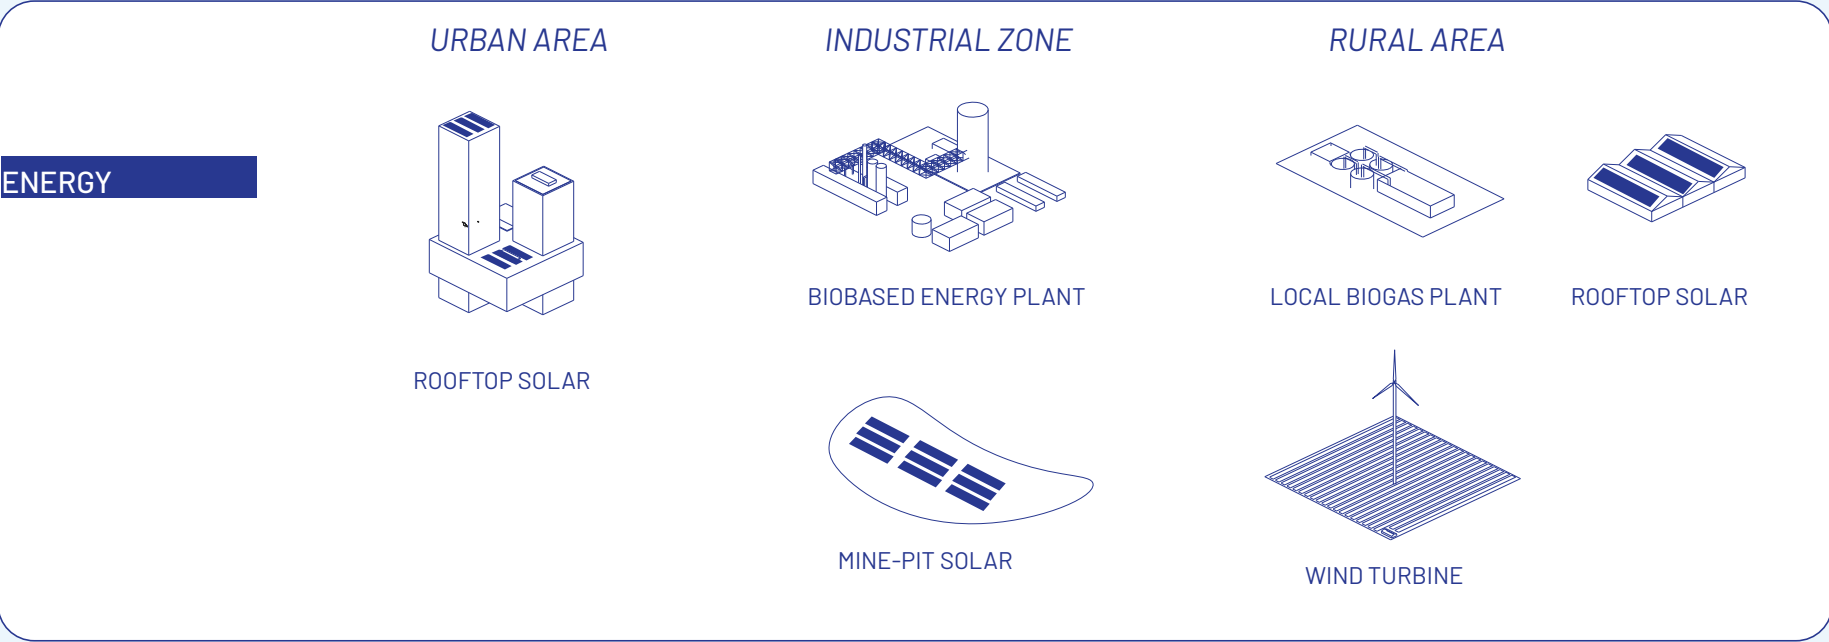 URBAN AREA
INDUSTRIAL ZONE
RURAL AREA
ENERGY
ROOFTOP SOLAR
BIOBASED ENERGY PLANT
MINE-PIT SOLAR
LOCAL BIOGAS PLANT
ROOFTOP SOLAR
WIND TURBINE